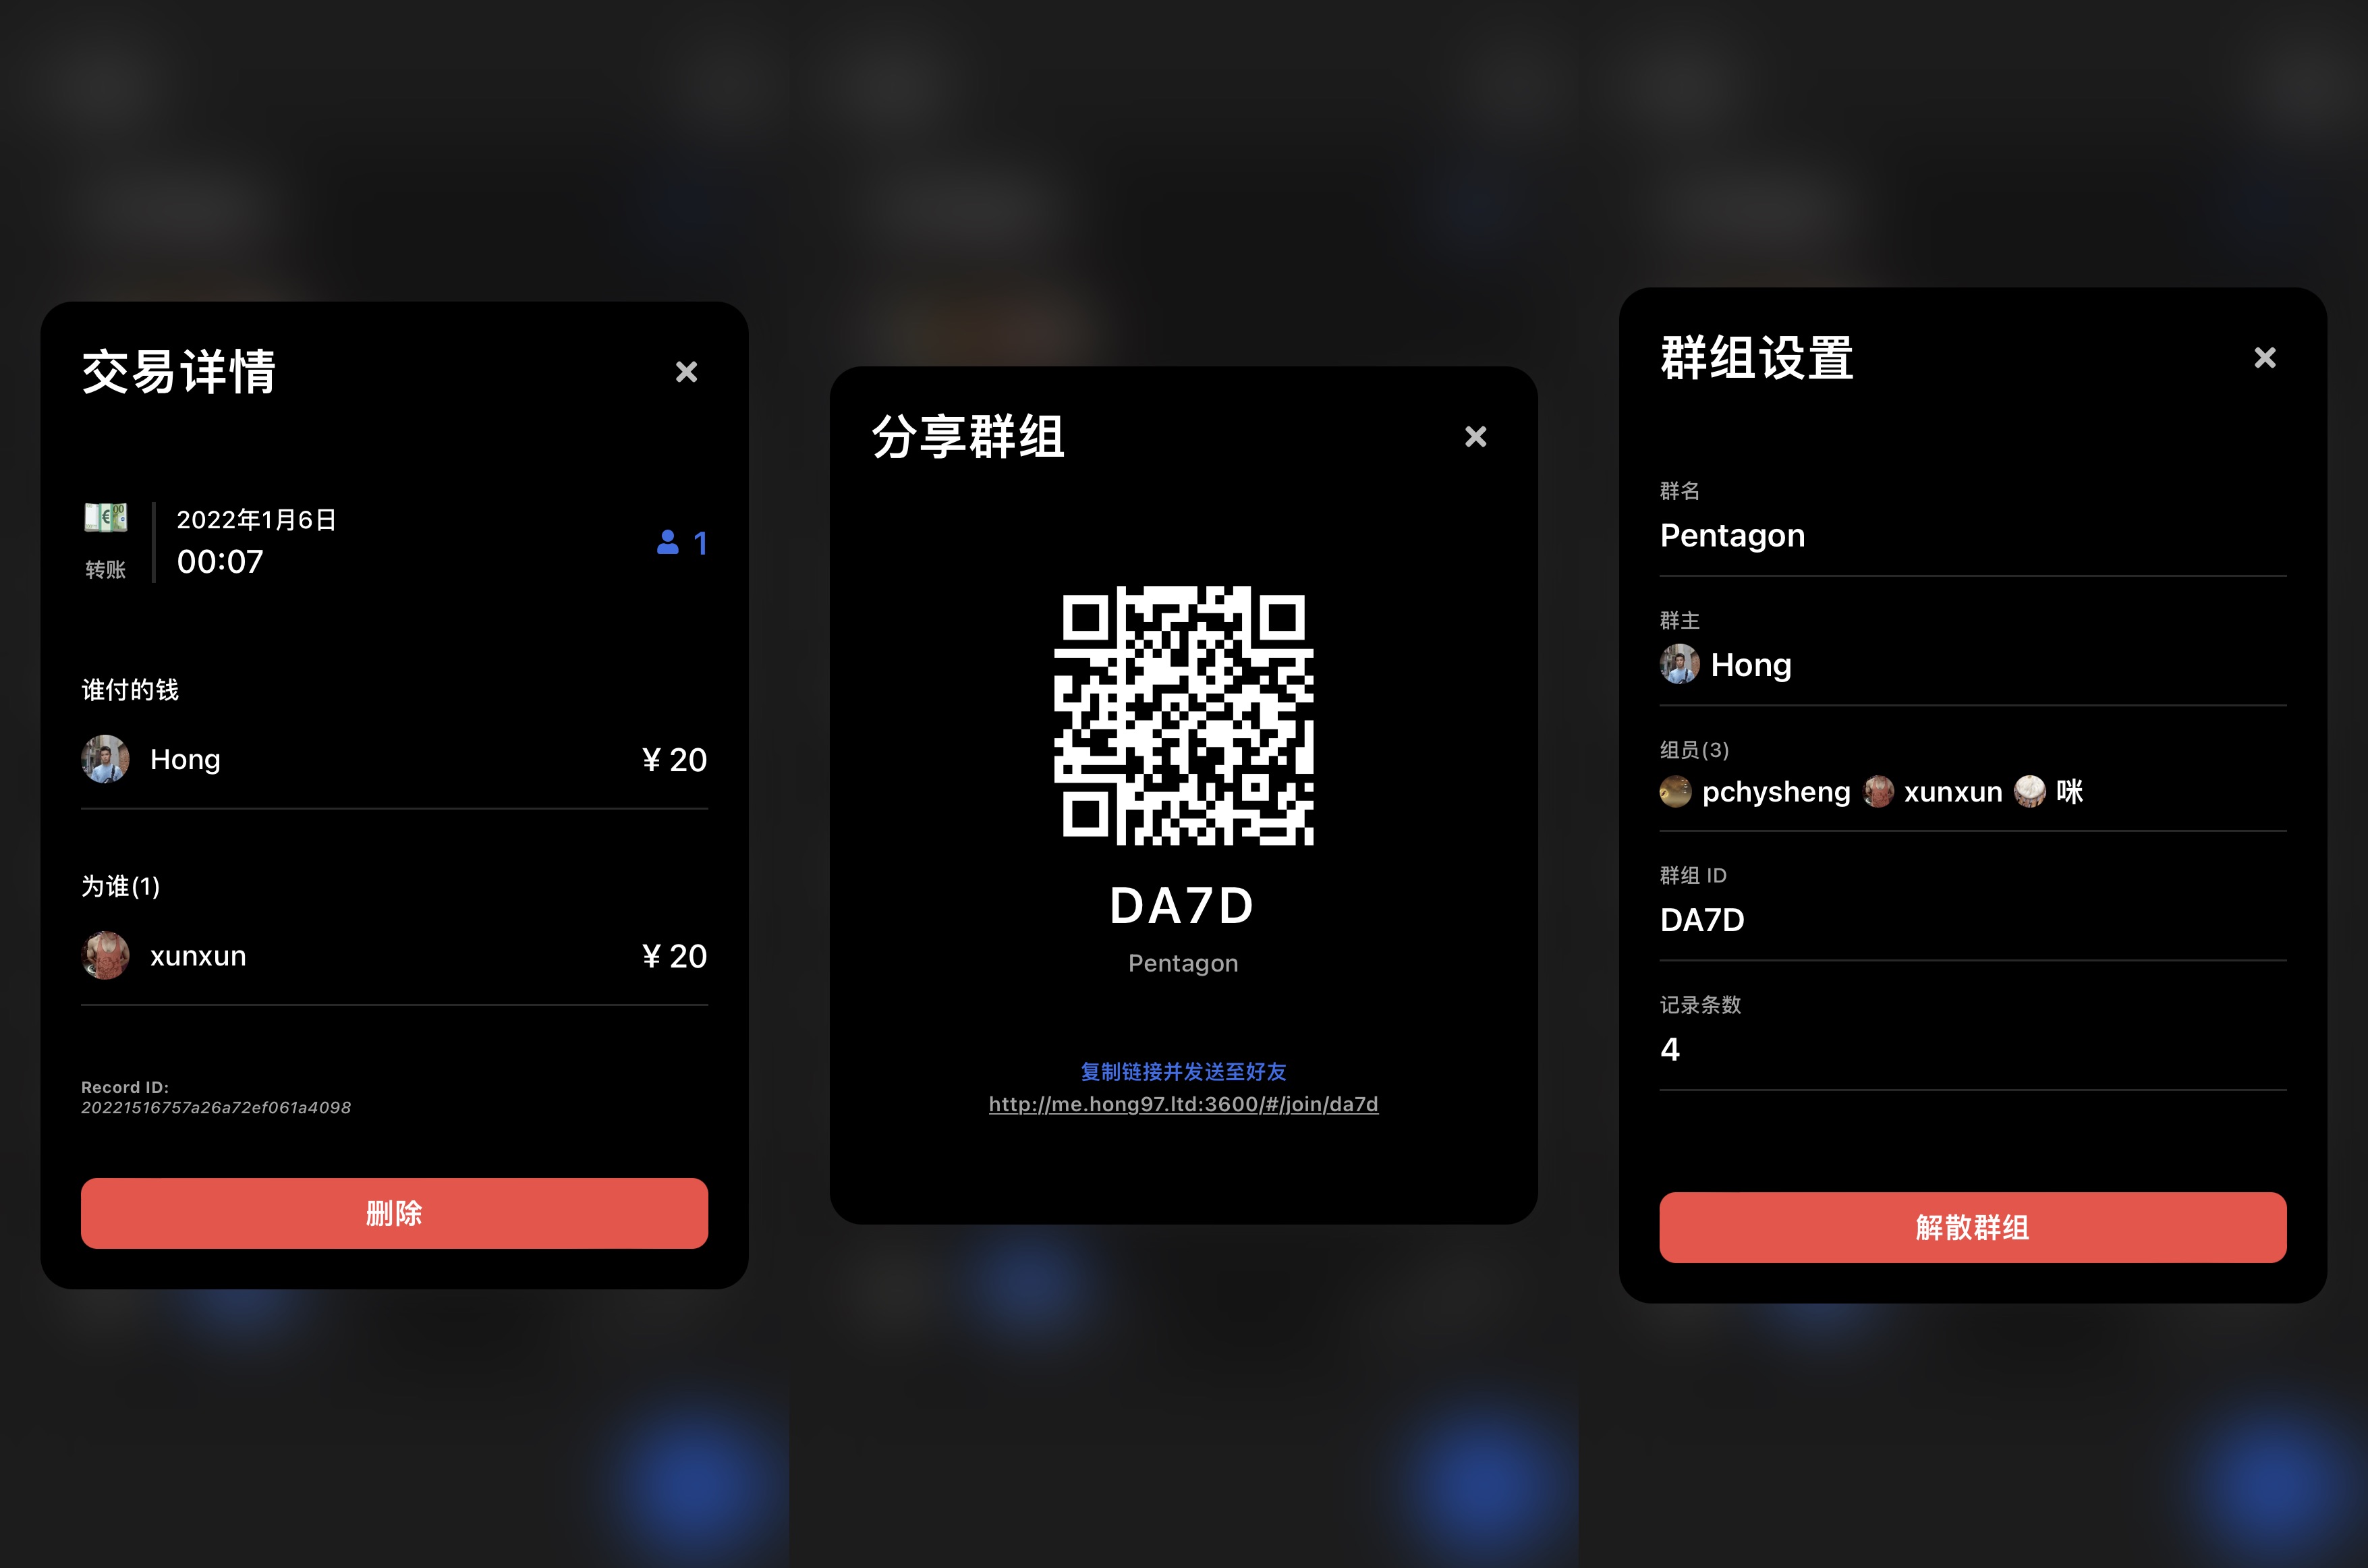 交易详情
转账
2022年1月6日
00:07
1
谁付的钱
Hong
¥ 20
为谁(1)
xunxun
¥ 20
Record ID:
20221516757a26a72ef061a4098
删除
分享群组
DA7D
Pentagon
复制链接并发送至好友
http://me.hong97.ltd:3600/#/join/da7d
群组设置
群名
Pentagon
群主
Hong
组员(3)
pchysheng xunxun 咪
群组 ID
DA7D
记录条数
4
解散群组